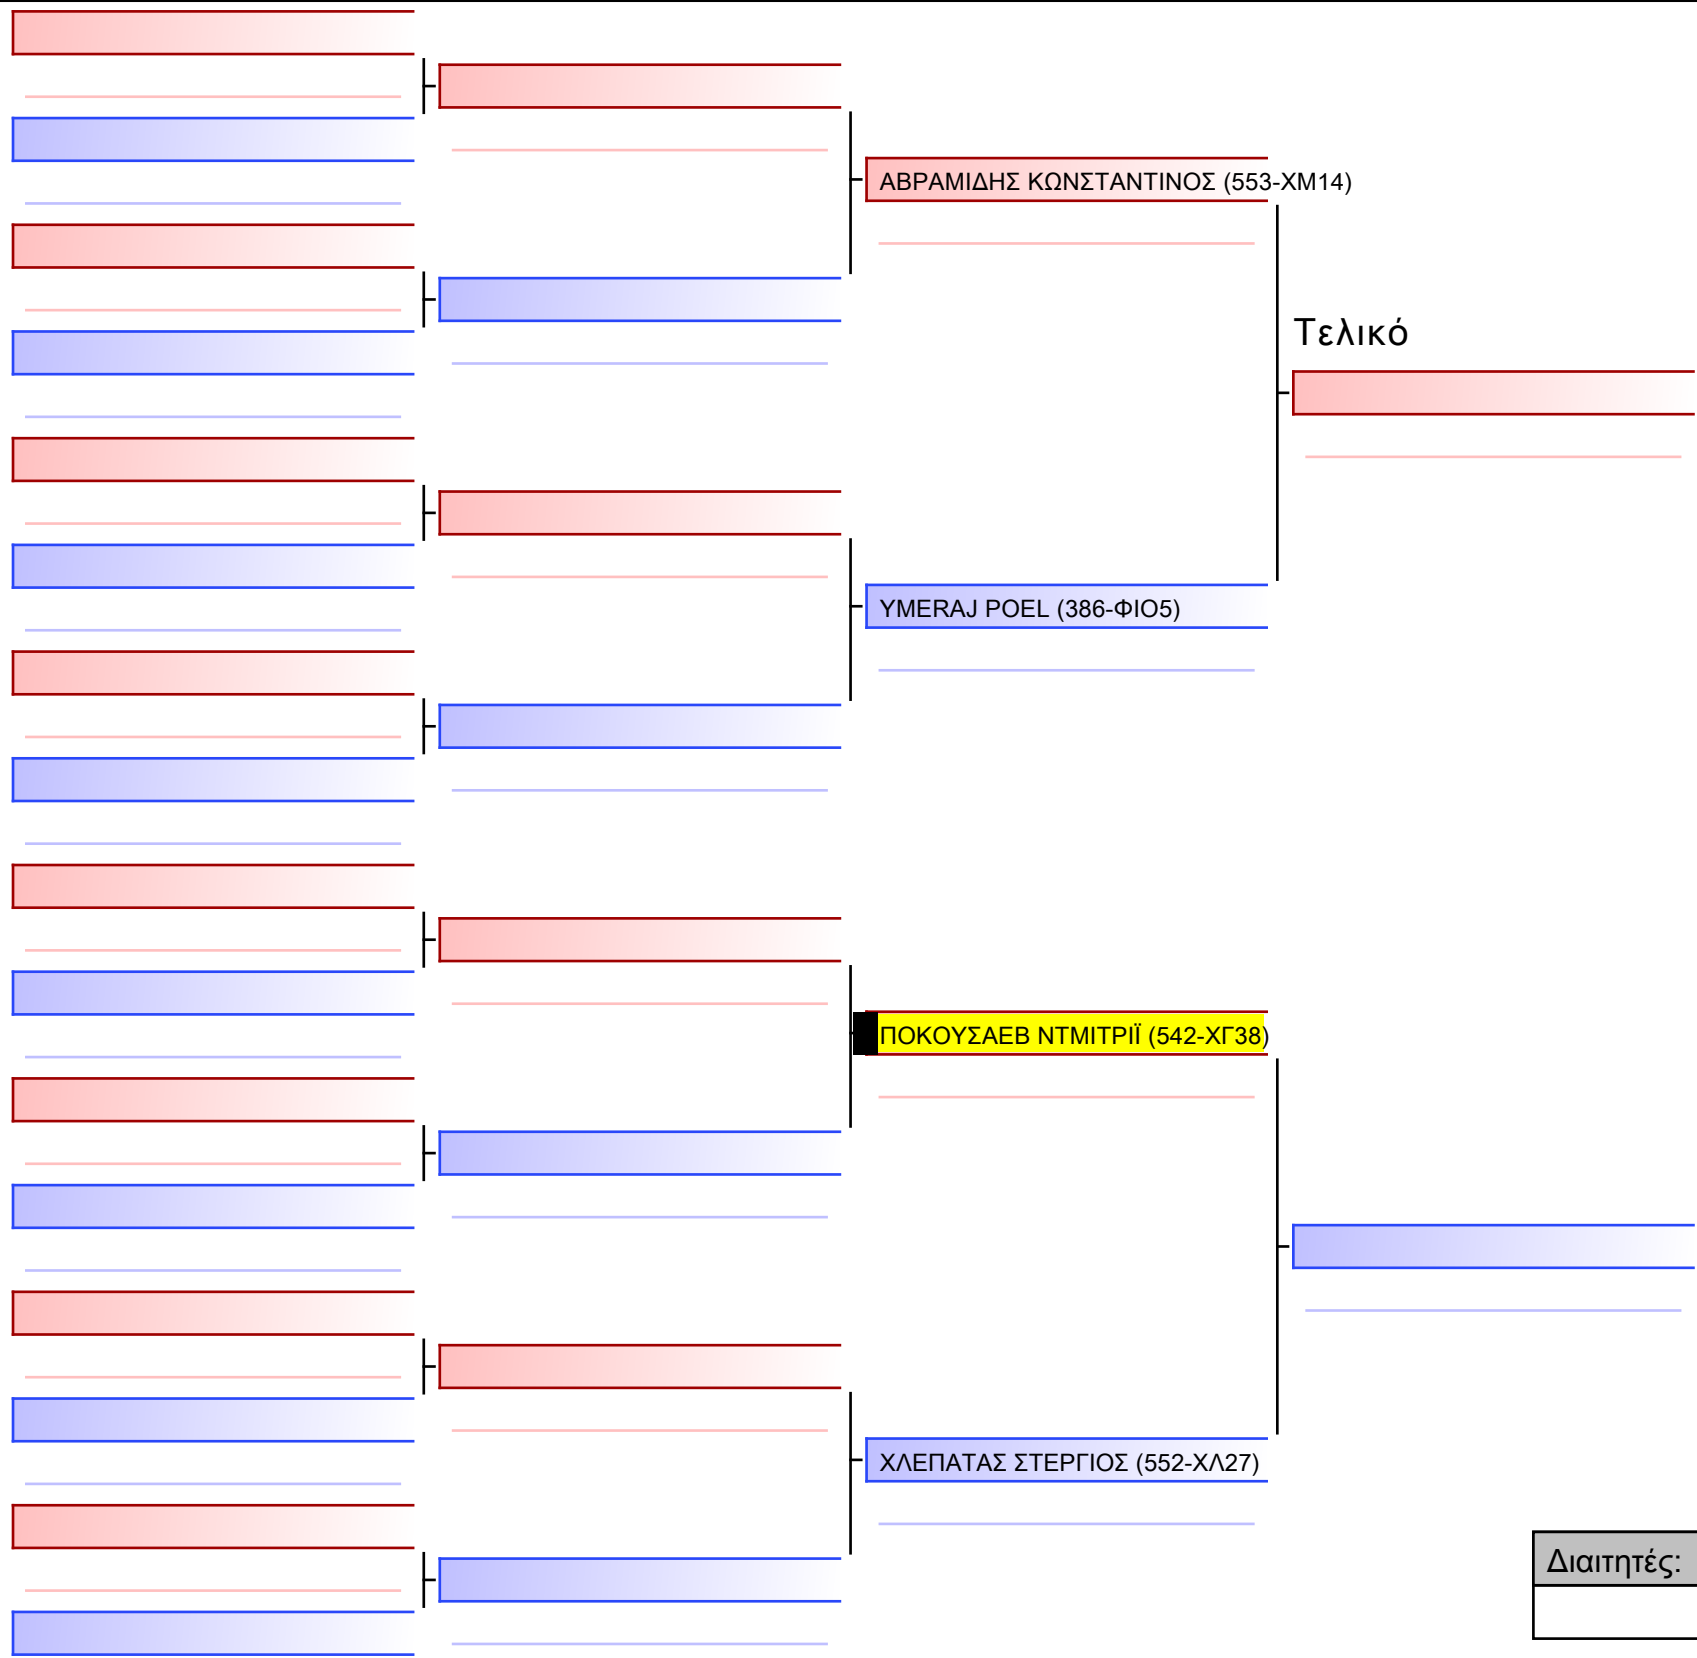 ΑΒΡΑΜΙΔΗΣ ΚΩΝΣΤΑΝΤΙΝΟΣ (553-ΧΜ14)
Τελικό
YMERAJ POEL (386-ΦΙΟ5)
ΠΟΚΟΥΣΑΕΒ ΝΤΜΙΤΡΙΪ (542-ΧΓ38)
ΧΛΕΠΑΤΑΣ ΣΤΕΡΓΙΟΣ (552-ΧΛ27)
Διαιτητές: